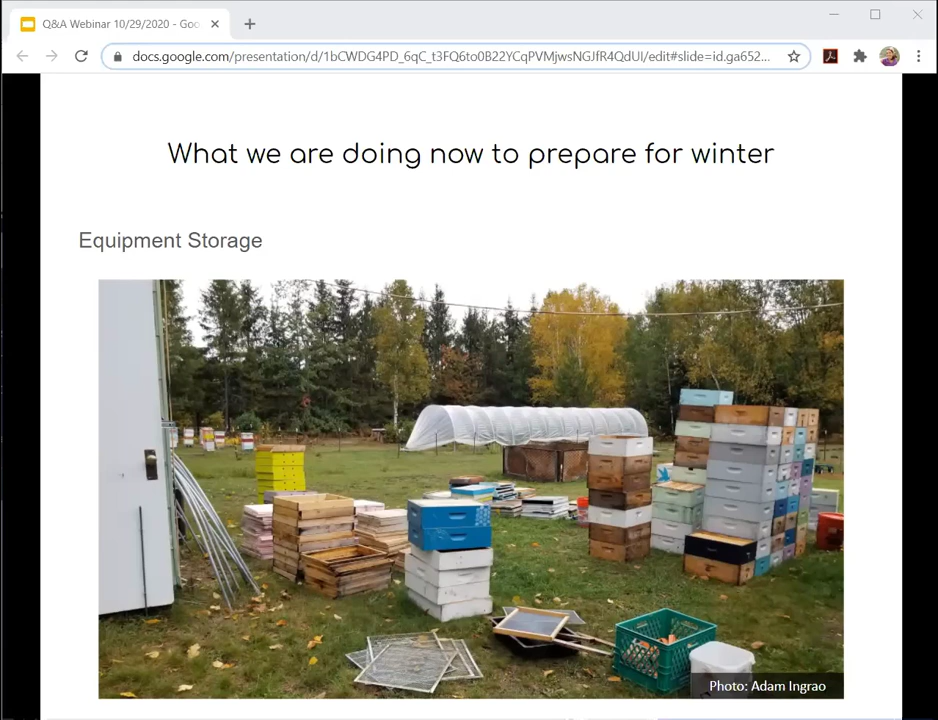 Q&A Webinar 10/29/2020 - Goo
docs.google.com/presentation/d/1bCWDG4PD_6qC_t3FQ6to0B22YCqPVMjwsNGJfR4QdUI/edit#slide=id.ga652...
What we are doing now to prepare for winter
Equipment Storage
Photo: Adam Ingrao